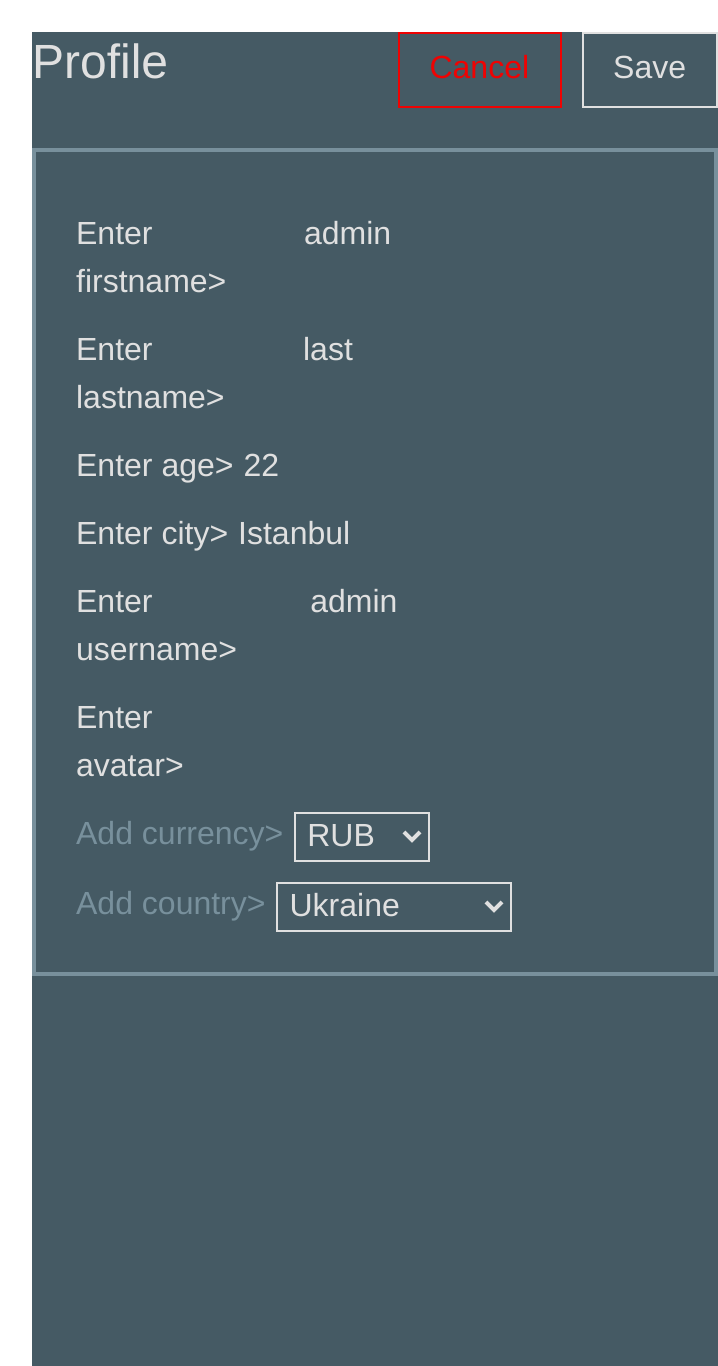 Profile Cancel Save
Enter admin
firstname>
Enter last
lastname>
Enter age> 22
Enter city> Istanbul
Enter admin
username>
Enter
avatar>
Add currency> RUB
Add country> Ukraine